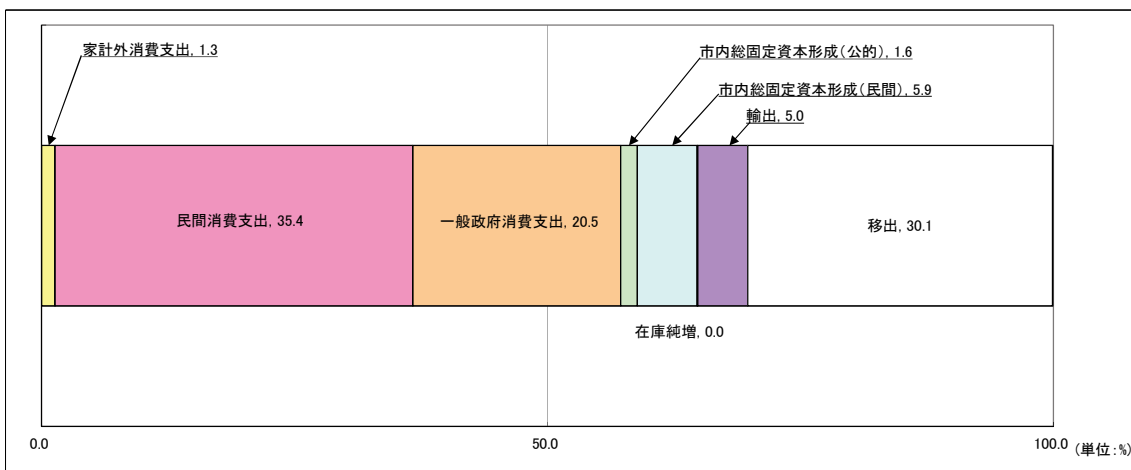 家計外消費支出, 1.3
市内総固定資本形成(公的), 1.6
市内総固定資本形成(民間), 5.9
輸出, 5.0
民間消費支出, 35.4
一般政府消費支出, 20.5
移出, 30.1
在庫純増, 0.0
0.0 50.0 100.0 (単位:%)